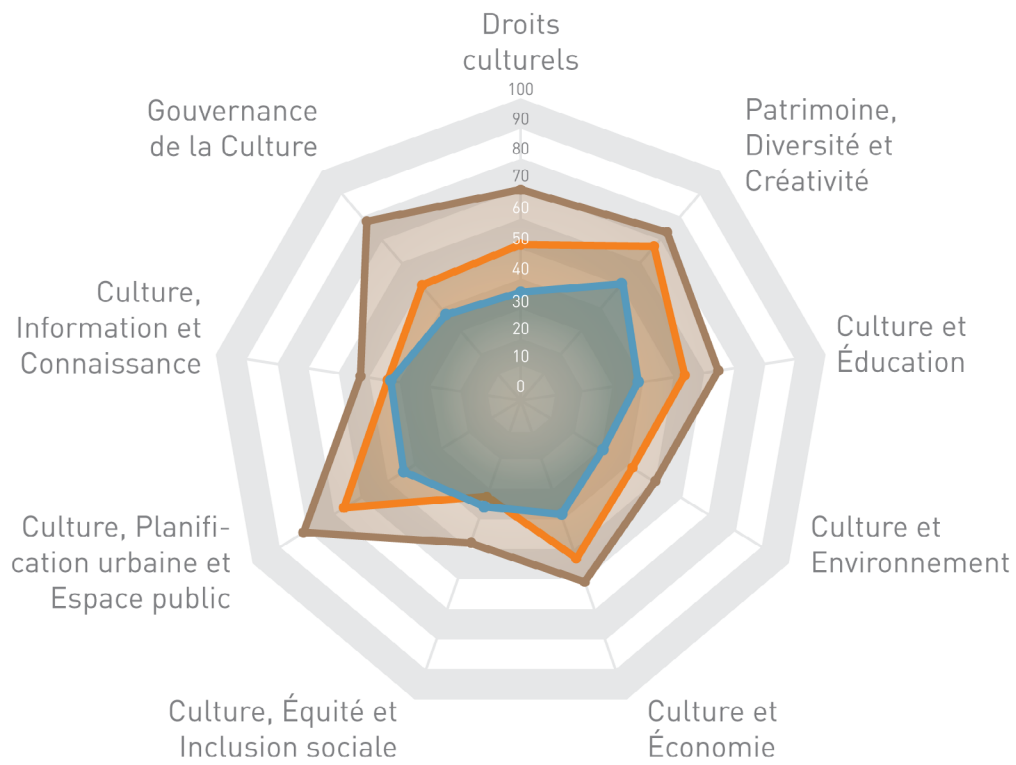 Droits
culturels
100
90
80
70
60
50
40
30
20
10
0
Patrimoine,
Diversité et
Créativité
Culture et
Éducation
Culture et
Environnement
Culture et
Économie
Culture, Équité et
Inclusion sociale
Culture, Planifi-
cation urbaine et
Espace public
Culture,
Information et
Connaissance
Gouvernance
de la Culture